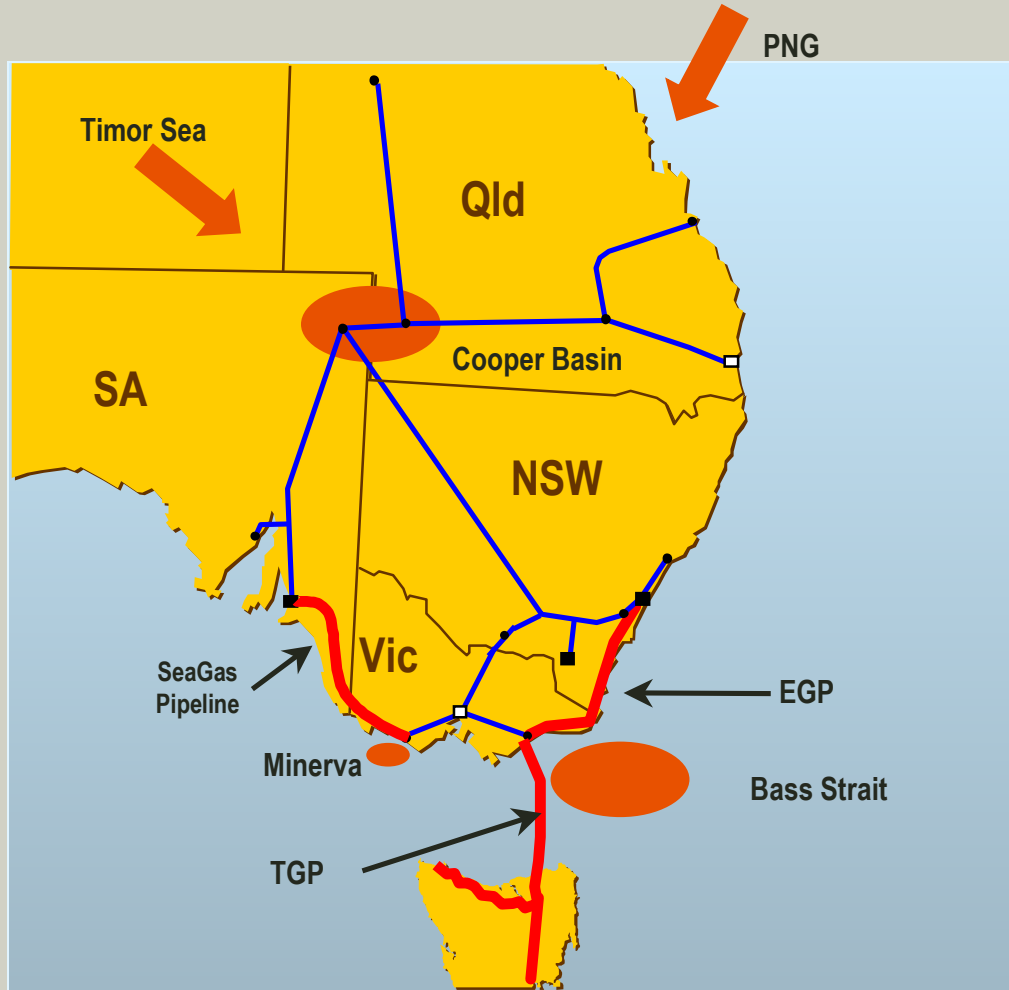 PNG
Timor Sea
Qld
Cooper Basin
SA
NSW
Vic
SeaGas
Pipeline
EGP
Minerva
Bass Strait
TGP